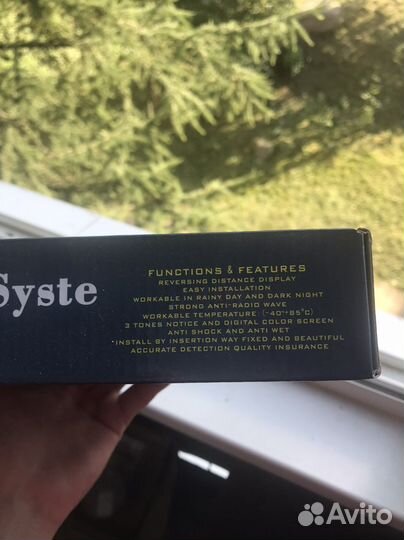 Syste
FUNCTIONS & FEATURES
REVERSING DISTANCE DISPLAY
EASY INSTALLATION
WORKABLE IN RAINY DAY AND DARK NIGHT
STRONG ANTI-RADIO WAVE
WORKABLE TEMPERATURE (-40~85°C)
3 TONES NOTICE AND DIGITAL COLOR SCREEN
ANTI SHOCK AND ANTI WET
*INSTALL BY INSERTION WAY FIXED AND BEAUTIFUL
ACCURATE DETECTION QUALITY INSURANCE
Avito